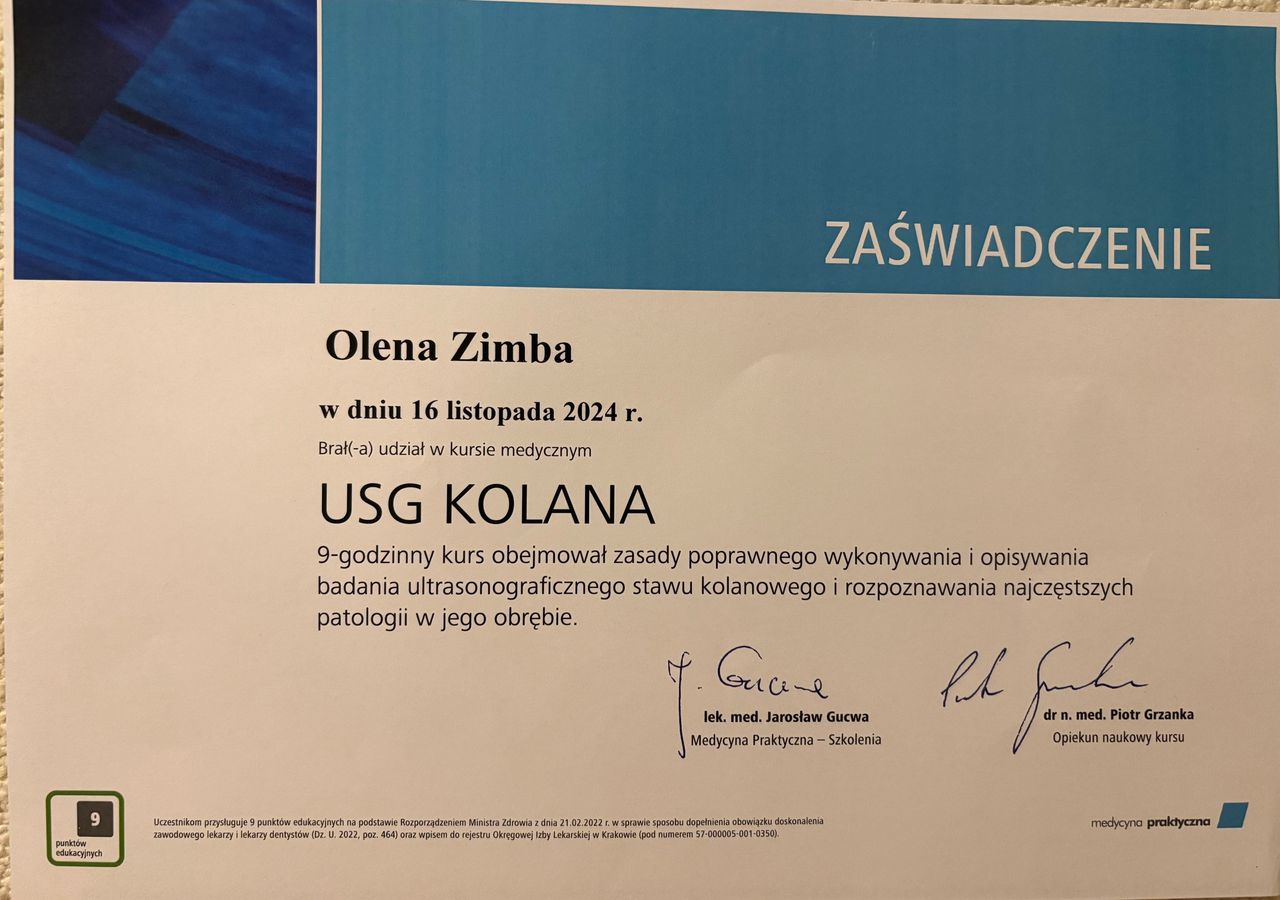 ZAŚWIADCZENIE
Olena Zimba
w dniu 16 listopada 2024 r.
Brał(-a) udział w kursie medycznym
USG KOLANA
9-godzinny kurs obejmował zasady poprawnego wykonywania i opisywania
badania ultrasonograficznego stawu kolanowego i rozpoznawania najczęstszych
patologii w jego obrębie.
J. Gucwa
lek. med. Jarosław Gucwa
Medycyna Praktyczna – Szkolenia
Piotr Grzanka
dr n. med. Piotr Grzanka
Opiekun naukowy kursu
9
punktów
edukacyjnych
Uczestnikom przysługuje 9 punktów edukacyjnych na podstawie Rozporządzeniem Ministra Zdrowia z dnia 21.02.2022 r. w sprawie sposobu dopełnienia obowiązku doskonalenia
zawodowego lekarzy i lekarzy dentystów (Dz. U. 2022, poz. 464) oraz wpisem do rejestru Okręgowej Izby Lekarskiej w Krakowie (pod numerem 57-000005-001-0350).
medycyna praktyczna